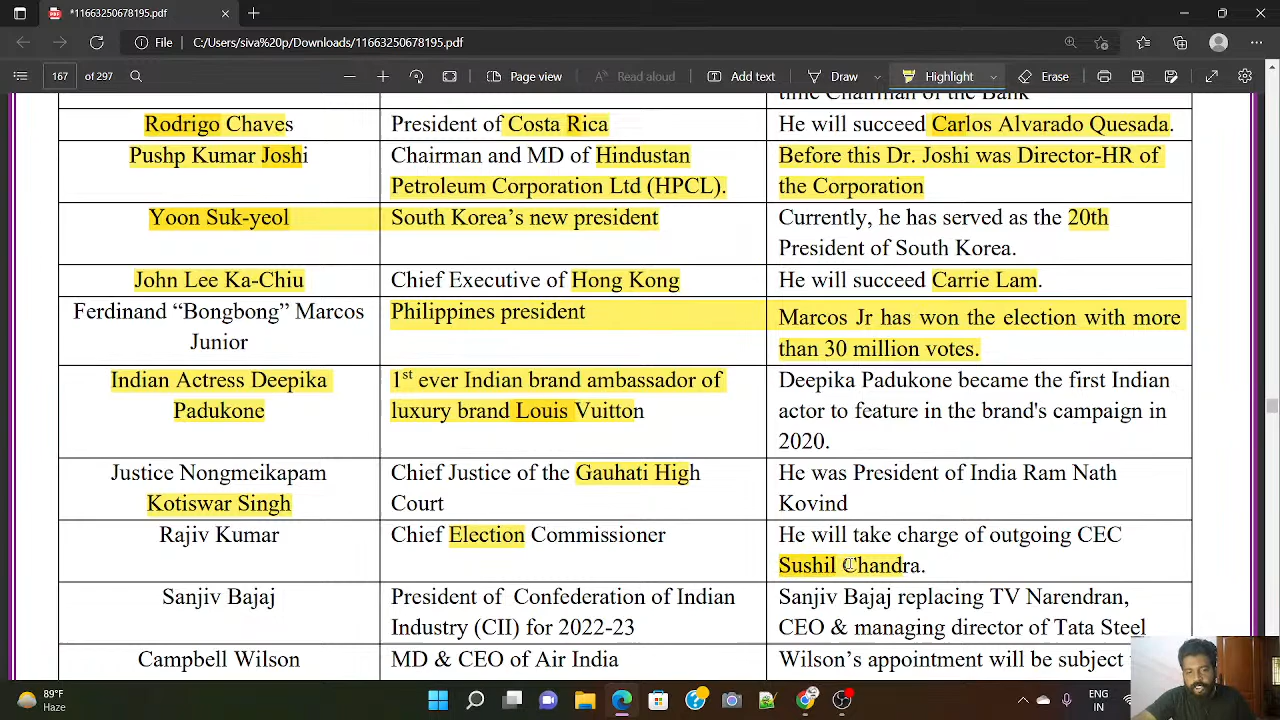 *11663250678195.pdf
File C:/Users/siva%20p/Downloads/11663250678195.pdf
167 of 297 Page view Read aloud Add text Draw Highlight Erase
time Chairman of the Bank
Rodrigo Chaves President of Costa Rica He will succeed Carlos Alvarado Quesada.
Pushp Kumar Joshi Chairman and MD of Hindustan Before this Dr. Joshi was Director-HR of
Petroleum Corporation Ltd (HPCL). the Corporation
Yoon Suk-yeol South Korea’s new president Currently, he has served as the 20th
President of South Korea.
John Lee Ka-Chiu Chief Executive of Hong Kong He will succeed Carrie Lam.
Ferdinand “Bongbong” Marcos Philippines president Marcos Jr has won the election with more
Junior than 30 million votes.
Indian Actress Deepika 1st ever Indian brand ambassador of Deepika Padukone became the first Indian
Padukone luxury brand Louis Vuitton actor to feature in the brand's campaign in
2020.
Justice Nongmeikapam Chief Justice of the Gauhati High He was President of India Ram Nath
Kotiswar Singh Court Kovind
Rajiv Kumar Chief Election Commissioner He will take charge of outgoing CEC
Sushil Chandra.
Sanjiv Bajaj President of Confederation of Indian Sanjiv Bajaj replacing TV Narendran,
Industry (CII) for 2022-23 CEO & managing director of Tata Steel
Campbell Wilson MD & CEO of Air India Wilson’s appointment will be subject
89°F ENG
Haze IN